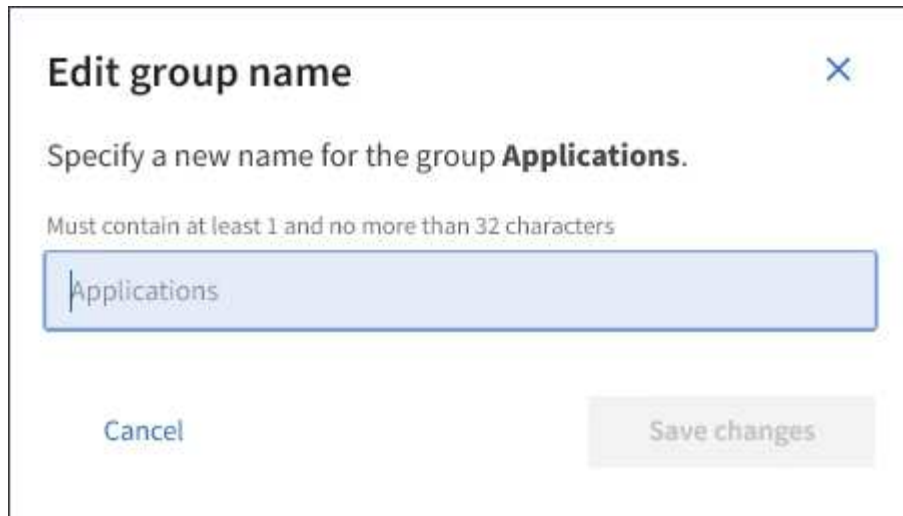 Edit group name
Specify a new name for the group Applications.
Must contain at least 1 and no more than 32 characters
Applications
Cancel
Save changes